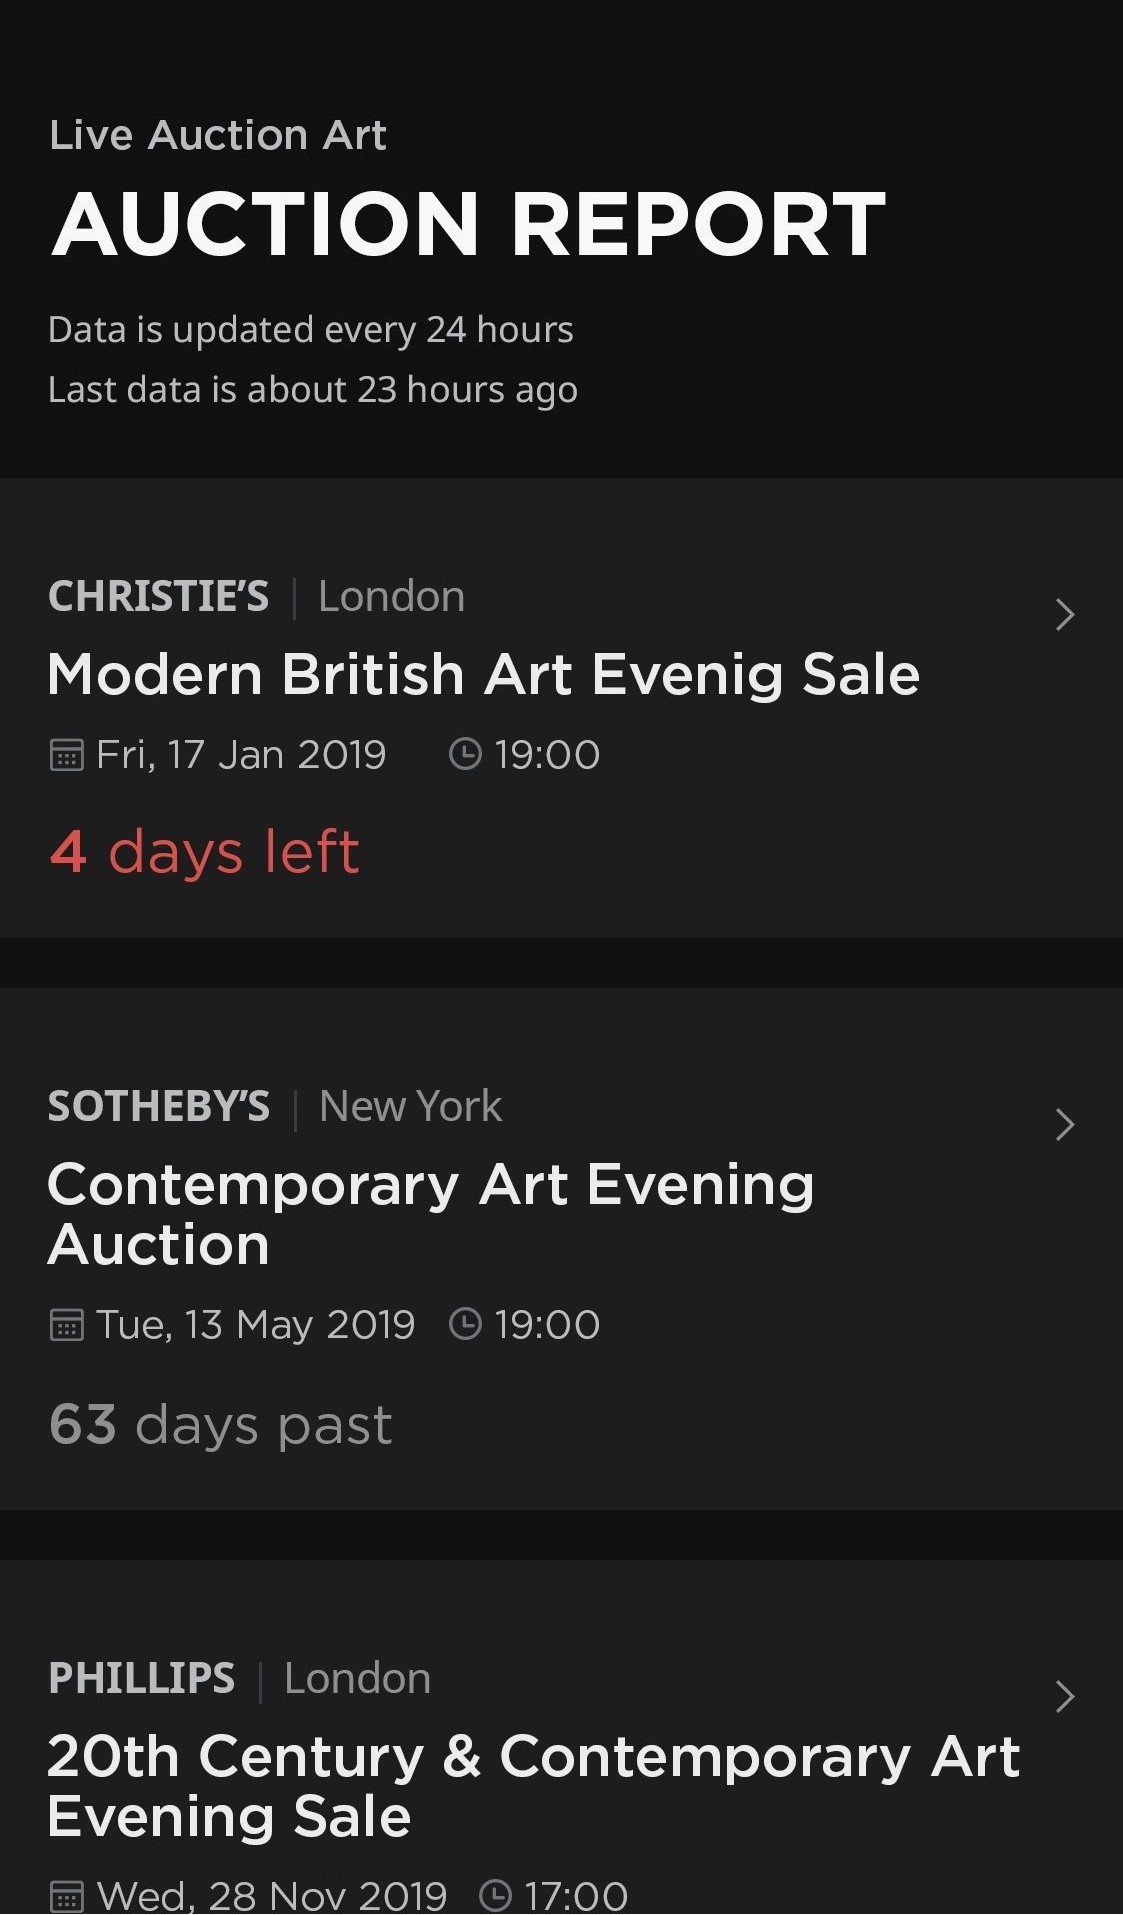 Live Auction Art
AUCTION REPORT
Data is updated every 24 hours
Last data is about 23 hours ago
CHRISTIE'S | London
Modern British Art Evenig Sale
Fri, 17 Jan 2019 19:00
4 days left
SOTHEBY'S | New York
Contemporary Art Evening
Auction
Tue, 13 May 2019 19:00
63 days past
PHILLIPS | London
20th Century & Contemporary Art
Evening Sale
Wed, 28 Nov 2019 17:00